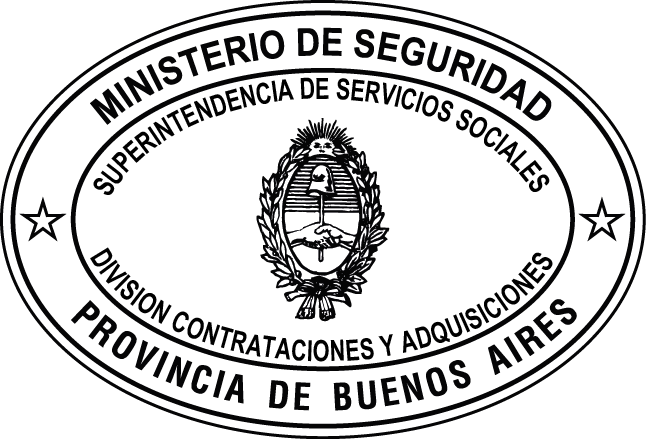 MINISTERIO DE SEGURIDAD
SUPERINTENDENCIA DE SERVICIOS SOCIALES
DIVISION CONTRATACIONES Y ADQUISICIONES
PROVINCIA DE BUENOS AIRES